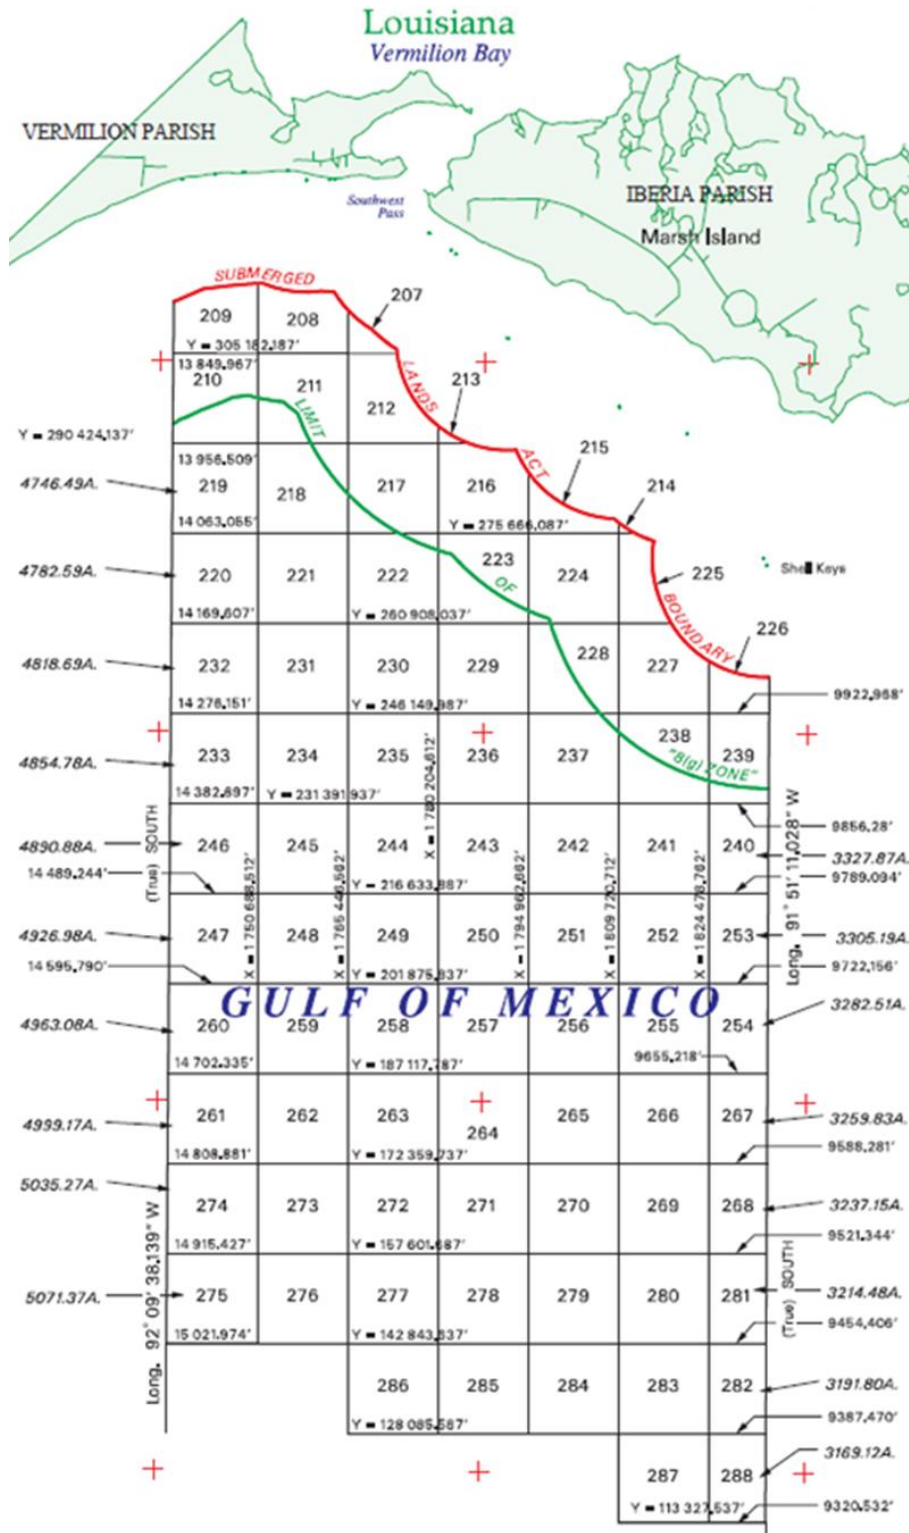 Louisiana
Vermilion Bay
VERMILION PARISH
Southwest
Pass
IBERIA PARISH
Marsh Island
SUBMERGED
207
209
208
Y = 305 182.187'
13 849.967'
210
211
LANDS
213
212
LIMIT
Y = 290 424.137'
13 956.509'
ACT
215
4746.49A.
219
218
217
216
214
14 063.055'
Y = 275 666.087'
223
4782.59A.
220
221
222
OF
224
225
Shell Keys
14 169.607'
Y = 260 908.037'
BOUNDARY
226
4818.69A.
232
231
230
229
228
227
14 276.151'
Y = 246 149.987'
9922.968'
238
4854.78A.
233
234
235
236
237
239
"8(g) ZONE"
14 382.697'
Y = 231 391.937'
X = 1 780 204.612'
9856.28'
(True) SOUTH
4890.88A.
246
245
244
243
242
241
240
3327.87A.
14 489.244'
Y = 216 633.887'
9789.094'
Long. 91° 51' 11.028" W
X = 1 750 688.512'
X = 1 765 446.562'
X = 1 794 962.662'
X = 1 809 720.712'
X = 1 824 478.762'
4926.98A.
247
248
249
250
251
252
253
3305.19A.
14 595.790'
Y = 201 875.837'
9722.156'
GULF OF MEXICO
4963.08A.
260
259
258
257
256
255
254
3282.51A.
14 702.335'
Y = 187 117.787'
9655.218'
4999.17A.
261
262
263
264
265
266
267
3259.83A.
14 808.881'
Y = 172 359.737'
9588.281'
5035.27A.
274
273
272
271
270
269
268
3237.15A.
14 915.427'
Y = 157 601.687'
9521.344'
Long. 92° 09' 38.139" W
(True) SOUTH
5071.37A.
275
276
277
278
279
280
281
3214.48A.
15 021.974'
Y = 142 843.637'
9454.406'
286
285
284
283
282
3191.80A.
Y = 128 085.587'
9387.470'
287
288
3169.12A.
Y = 113 327.537'
9320.532'